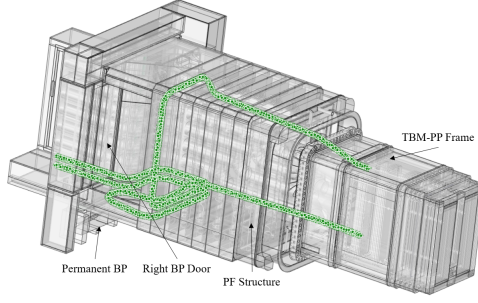 TBM-PP Frame
Permanent BP
Right BP Door
PF Structure